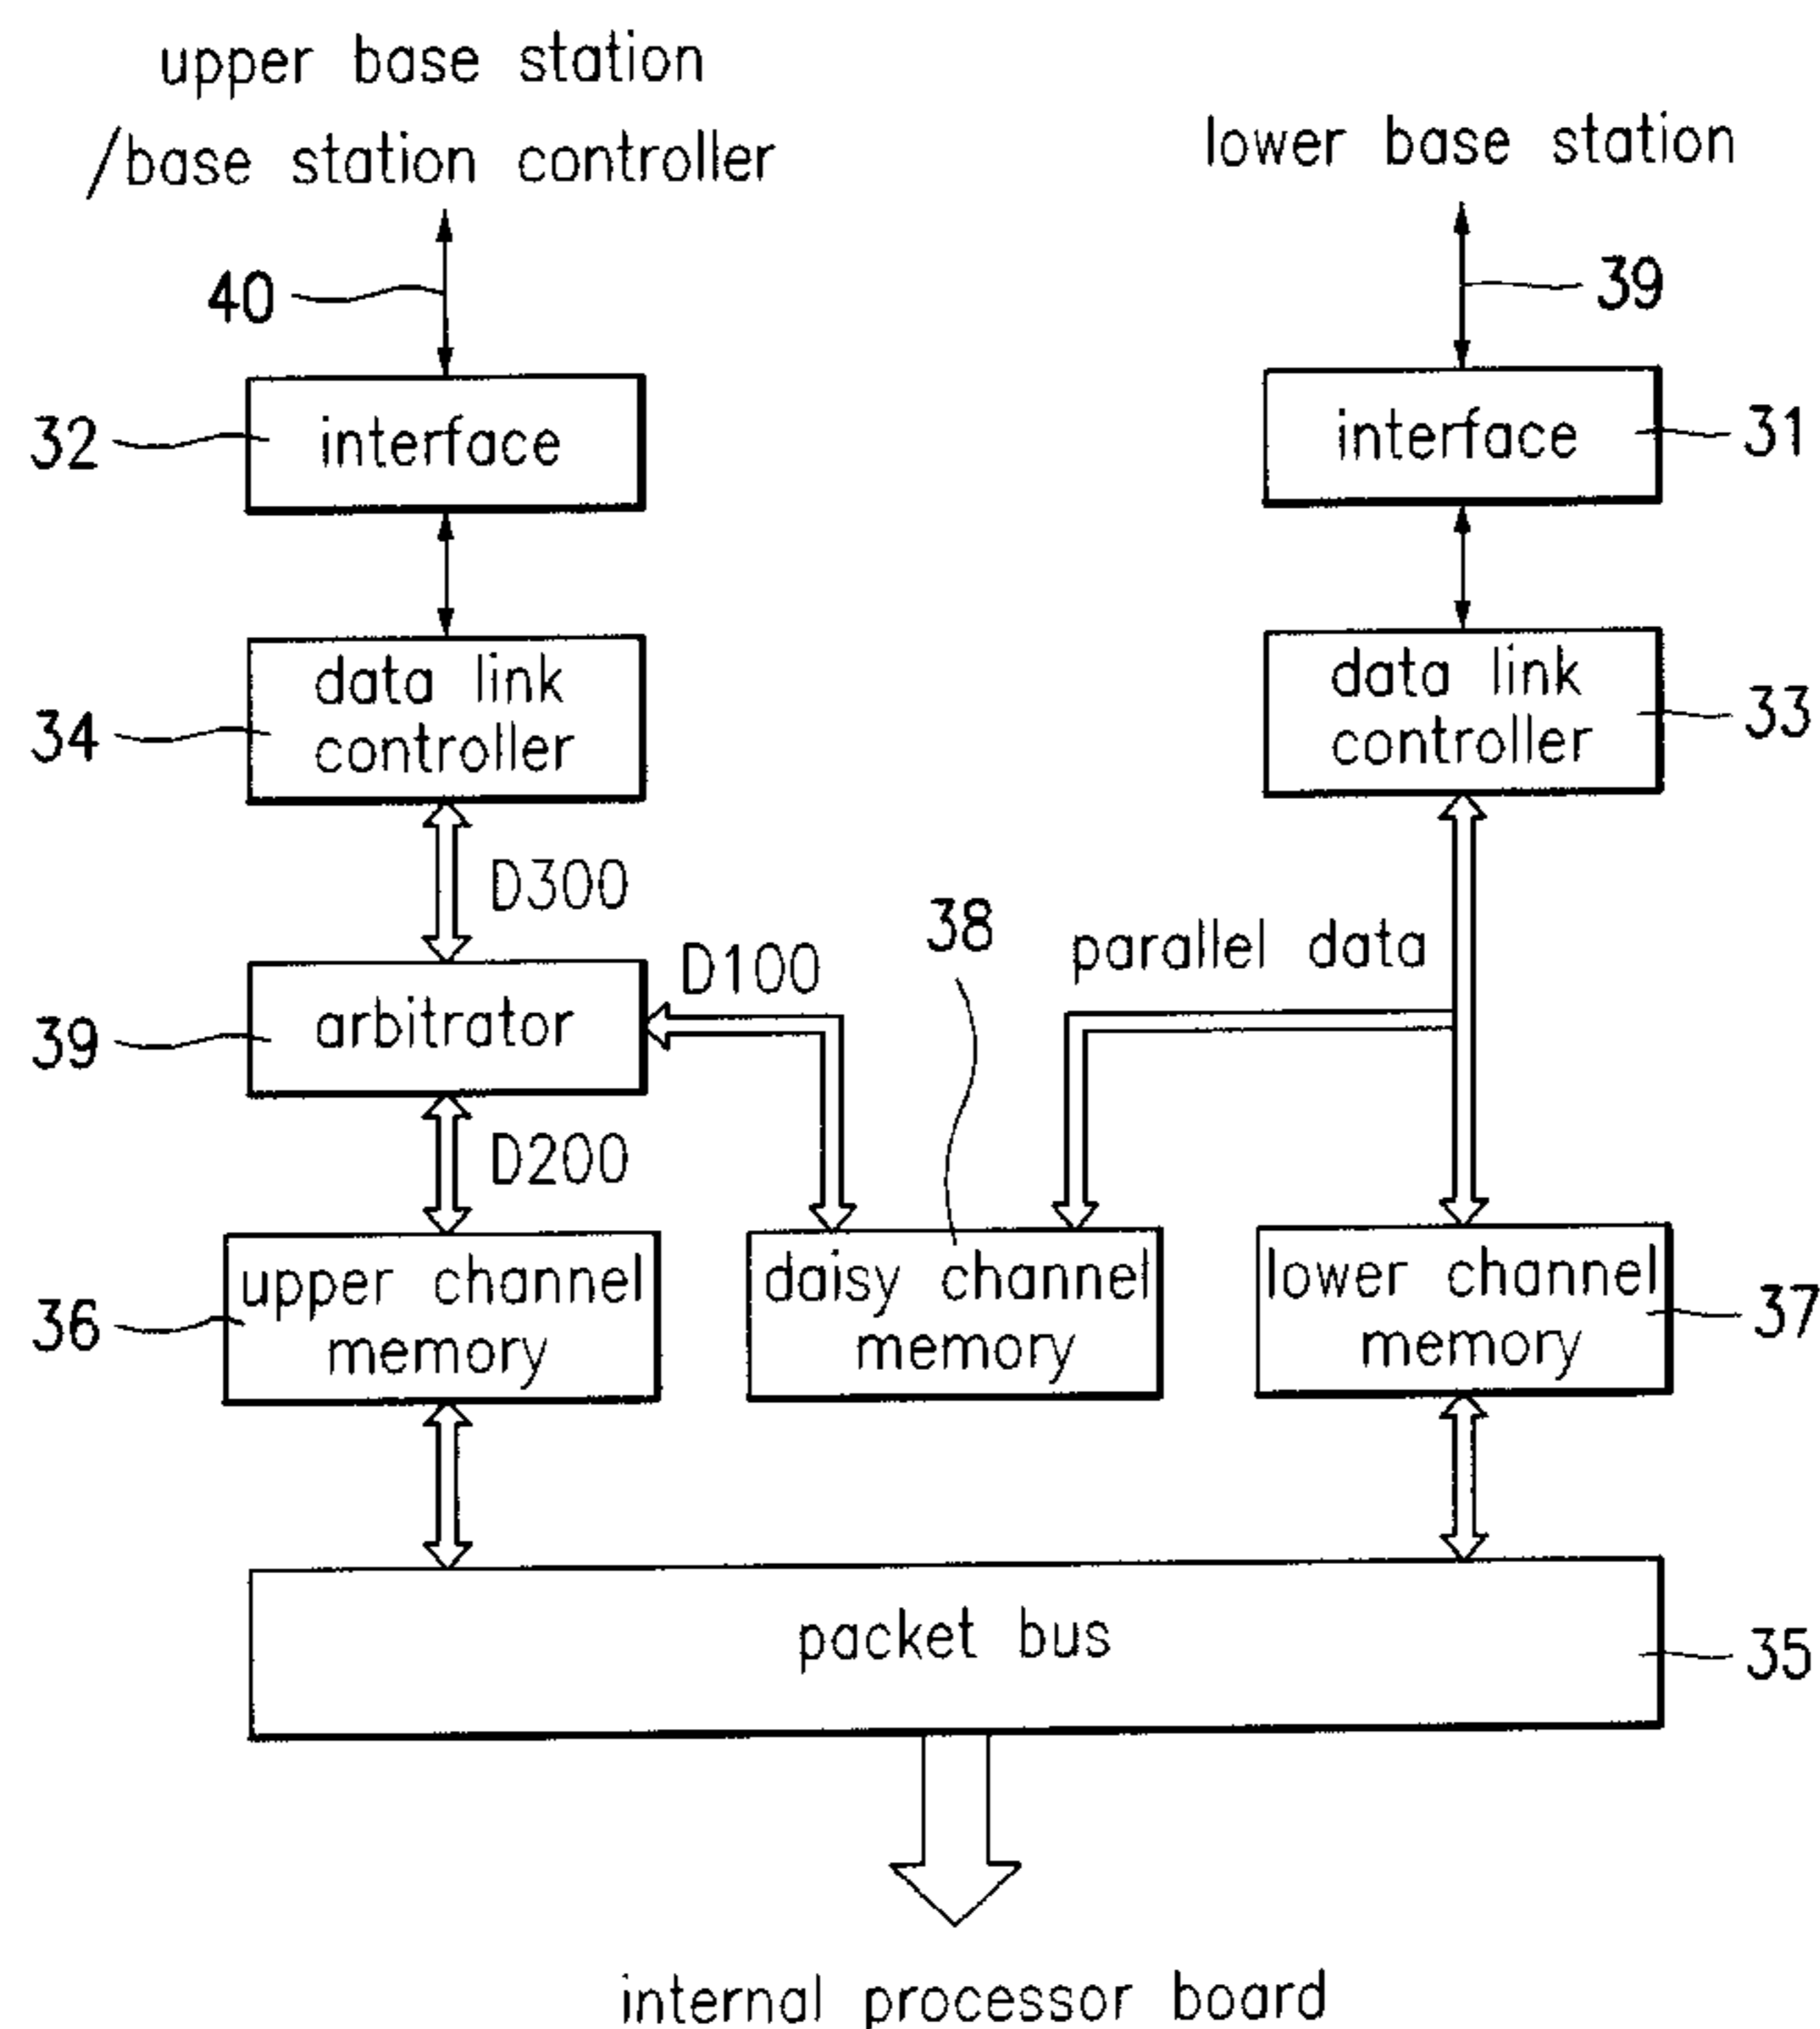 upper base station
/base station controller
lower base station
40
39
32
interface
interface
31
34
data link
controller
data link
controller
33
D300
38
parallel data
D100
39
arbitrator
D200
36
upper channel
memory
daisy channel
memory
lower channel
memory
37
packet bus
35
internal processor board